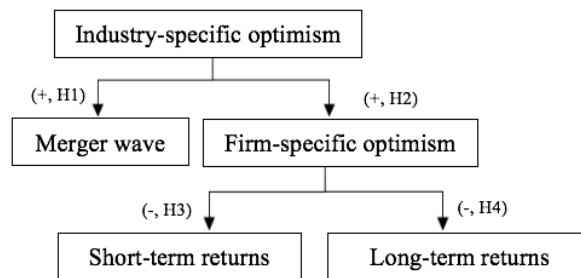 Industry-specific optimism
(+, H1)
(+, H2)
Merger wave
Firm-specific optimism
(-, H3)
(-, H4)
Short-term returns
Long-term returns